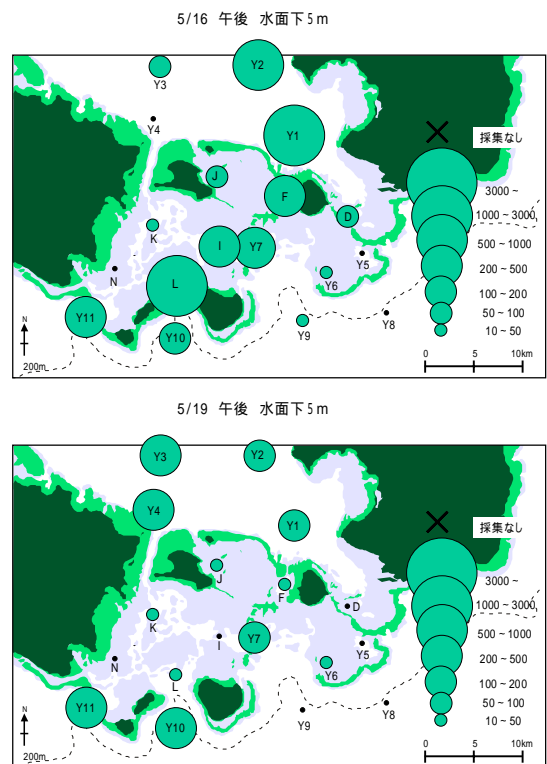 5/16 午後 水面下5m
Y2
Y3
Y4
Y1
採集なし
J
F
3000 ~
D
1000 ~ 3000
K
I
Y7
500 ~ 1000
Y5
N
Y6
200 ~ 500
L
100 ~ 200
Y11
Y9
Y8
50 ~ 100
Y10
10 ~ 50
N
200m
0 5 10km
5/19 午後 水面下5m
Y3
Y2
Y4
Y1
採集なし
J
F
3000 ~
D
1000 ~ 3000
K
I
Y7
500 ~ 1000
Y5
N
Y6
200 ~ 500
L
100 ~ 200
Y11
Y9
Y8
50 ~ 100
Y10
10 ~ 50
N
200m
0 5 10km